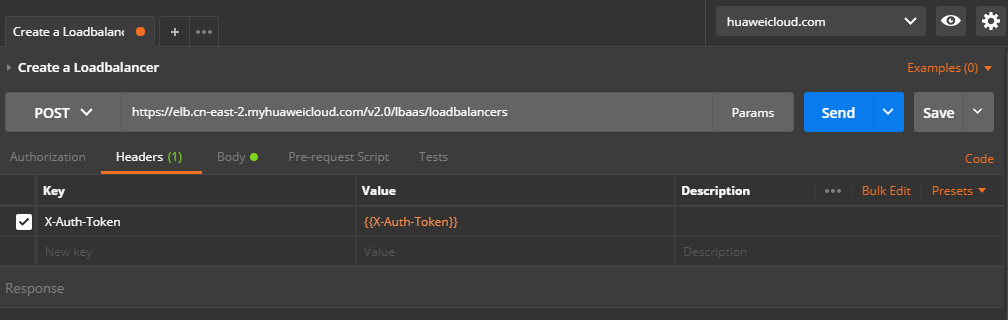 huaweicloud.com
Create a Loadbalanc
+ •••
Create a Loadbalancer
Examples (0)
POST https://elb.cn-east-2.myhuaweicloud.com/v2.0/lbaas/loadbalancers Params Send Save
Authorization Headers (1) Body Pre-request Script Tests Code
Key Value Description ••• Bulk Edit Presets
X-Auth-Token {{X-Auth-Token}}
New key Value Description
Response